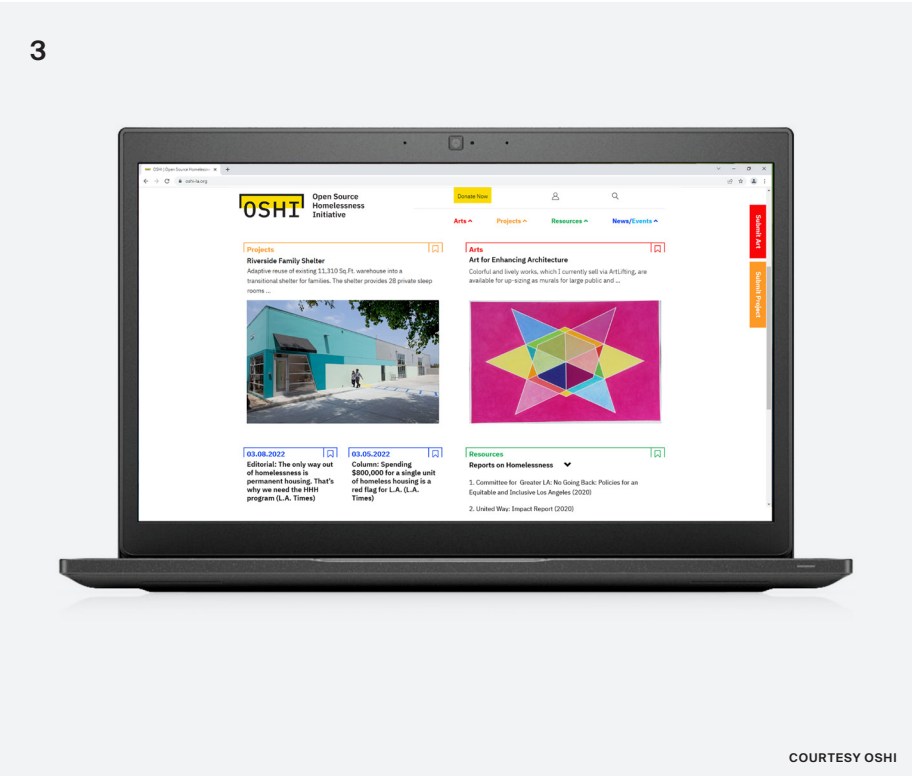 3
OSHI | Open Source Homelessn
oshi-la.org
OSHI
Open Source
Homelessness
Initiative
Donate Now
Arts
Projects
Resources
News/Events
Submit Art
Submit Project
Projects
Riverside Family Shelter
Adaptive reuse of existing 11,310 Sq.Ft. warehouse into a
transitional shelter for families. The shelter provides 28 private sleep
rooms ...
Arts
Art for Enhancing Architecture
Colorful and lively works, which I currently sell via ArtLifting, are
available for up-sizing as murals for large public and ...
03.08.2022
Editorial: The only way out
of homelessness is
permanent housing. That's
why we need the HHH
program (L.A. Times)
03.05.2022
Column: Spending
$800,000 for a single unit
of homeless housing is a
red flag for L.A. (L.A.
Times)
Resources
Reports on Homelessness
1. Committee for Greater LA: No Going Back: Policies for an
Equitable and Inclusive Los Angeles (2020)
2. United Way: Impact Report (2020)
COURTESY OSHI